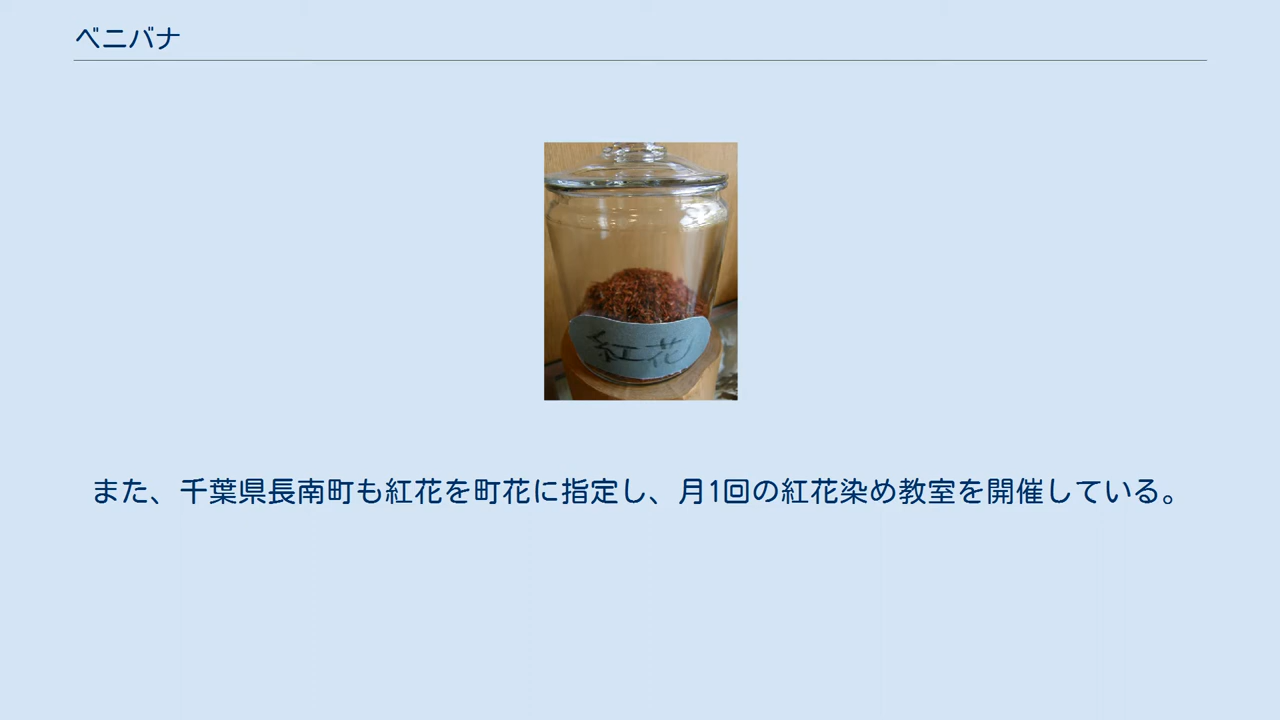 ベニバナ
紅花
また、千葉県長南町も紅花を町花に指定し、月1回の紅花染め教室を開催している。